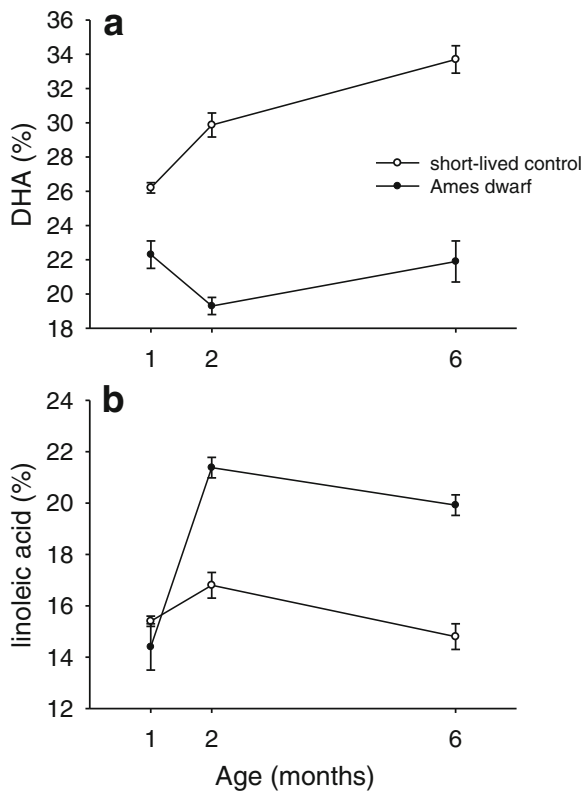 a
36
34
32
30
28
26
24
22
20
18
DHA (%)
short-lived control
Ames dwarf
1 2 6
b
24
22
20
18
16
14
12
linoleic acid (%)
1 2 6
Age (months)